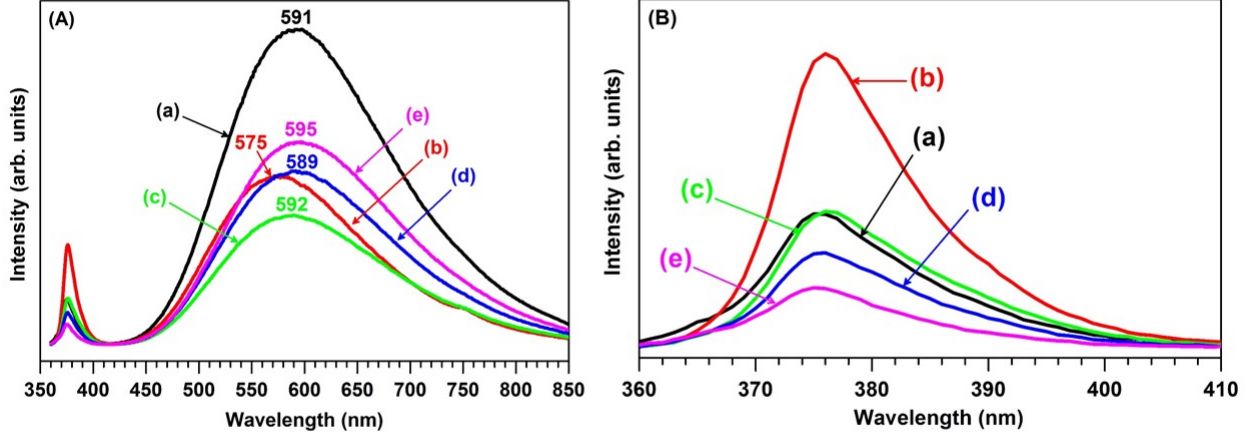 (A)
591
(a)
(e)
595
575
(b)
589
(d)
(c)
592
Intensity (arb. units)
350 400 450 500 550 600 650 700 750 800 850
Wavelength (nm)
(B)
(b)
(a)
(c)
(d)
(e)
Intensity (arb. units)
360 370 380 390 400 410
Wavelength (nm)